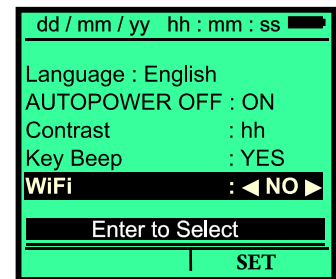 dd / mm / yy hh : mm : ss
Language : English
AUTOPOWER OFF : ON
Contrast : hh
Key Beep : YES
WiFi : ◀ NO ▶
Enter to Select
SET